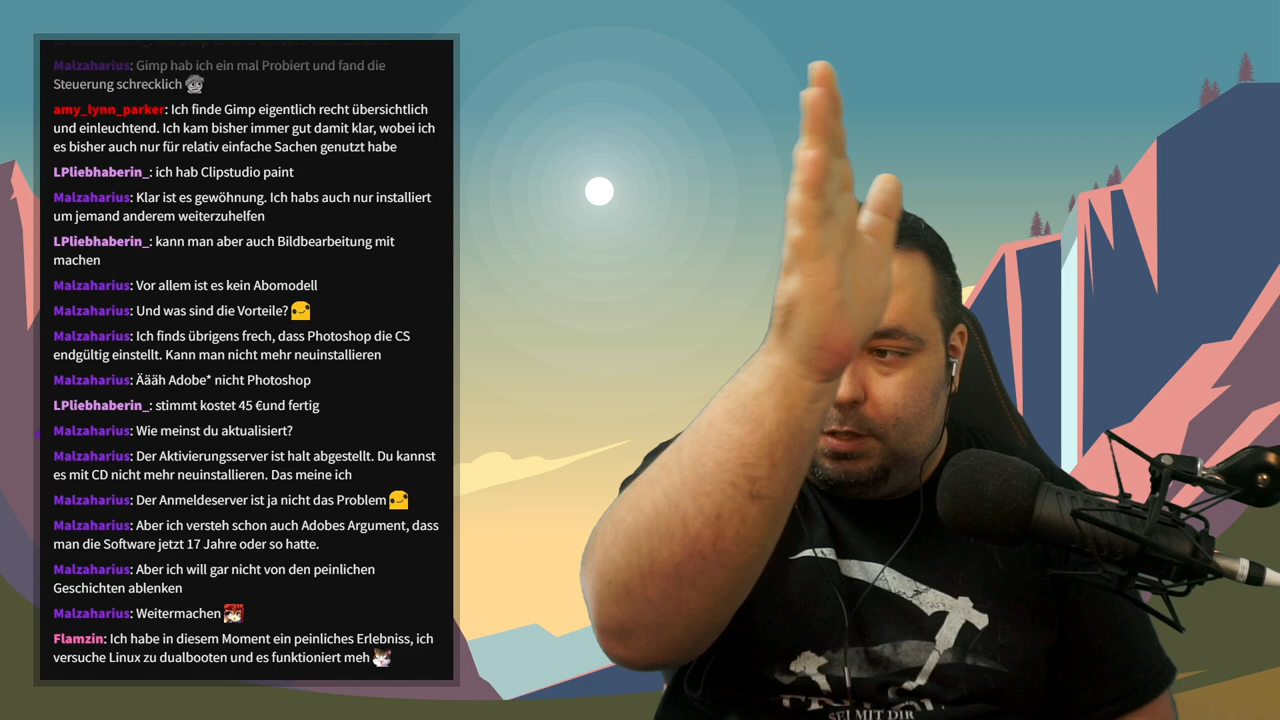 Malzaharius: Gimp hab ich ein mal Probiert und fand die
Steuerung schrecklich
amy_lynn_parker: Ich finde Gimp eigentlich recht übersichtlich
und einleuchtend. Ich kam bisher immer gut damit klar, wobei ich
es bisher auch nur für relativ einfache Sachen genutzt habe
LPliebhaberin_: ich hab Clipstudio paint
Malzaharius: Klar ist es gewöhnung. Ich habs auch nur installiert
um jemand anderem weiterzuhelfen
LPliebhaberin_: kann man aber auch Bildbearbeitung mit
machen
Malzaharius: Vor allem ist es kein Abomodell
Malzaharius: Und was sind die Vorteile?
Malzaharius: Ich finds übrigens frech, dass Photoshop die CS
endgültig einstellt. Kann man nicht mehr neuinstallieren
Malzaharius: Äääh Adobe* nicht Photoshop
LPliebhaberin_: stimmt kostet 45 €und fertig
Malzaharius: Wie meinst du aktualisiert?
Malzaharius: Der Aktivierungsserver ist halt abgestellt. Du kannst
es mit CD nicht mehr neuinstallieren. Das meine ich
Malzaharius: Der Anmeldeserver ist ja nicht das Problem
Malzaharius: Aber ich versteh schon auch Adobes Argument, dass
man die Software jetzt 17 Jahre oder so hatte.
Malzaharius: Aber ich will gar nicht von den peinlichen
Geschichten ablenken
Malzaharius: Weitermachen
Flamzin: Ich habe in diesem Moment ein peinliches Erlebniss, ich
versuche Linux zu dualbooten und es funktioniert meh
SEI MIT DIR